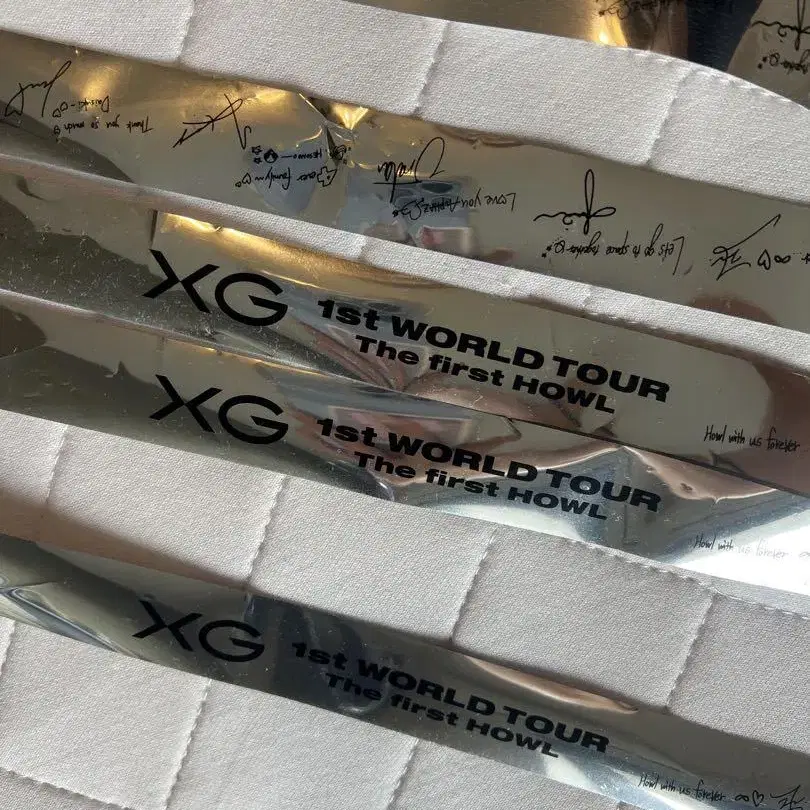 Thank you so much
Love you ALPHAZ
Let's go to space together
XG
1st WORLD TOUR
The first HOWL
Howl with us forever
XG
1st WORLD TOUR
The first HOWL
Howl with us forever
XG
1st WORLD TOUR
The first HOWL
Howl with us forever